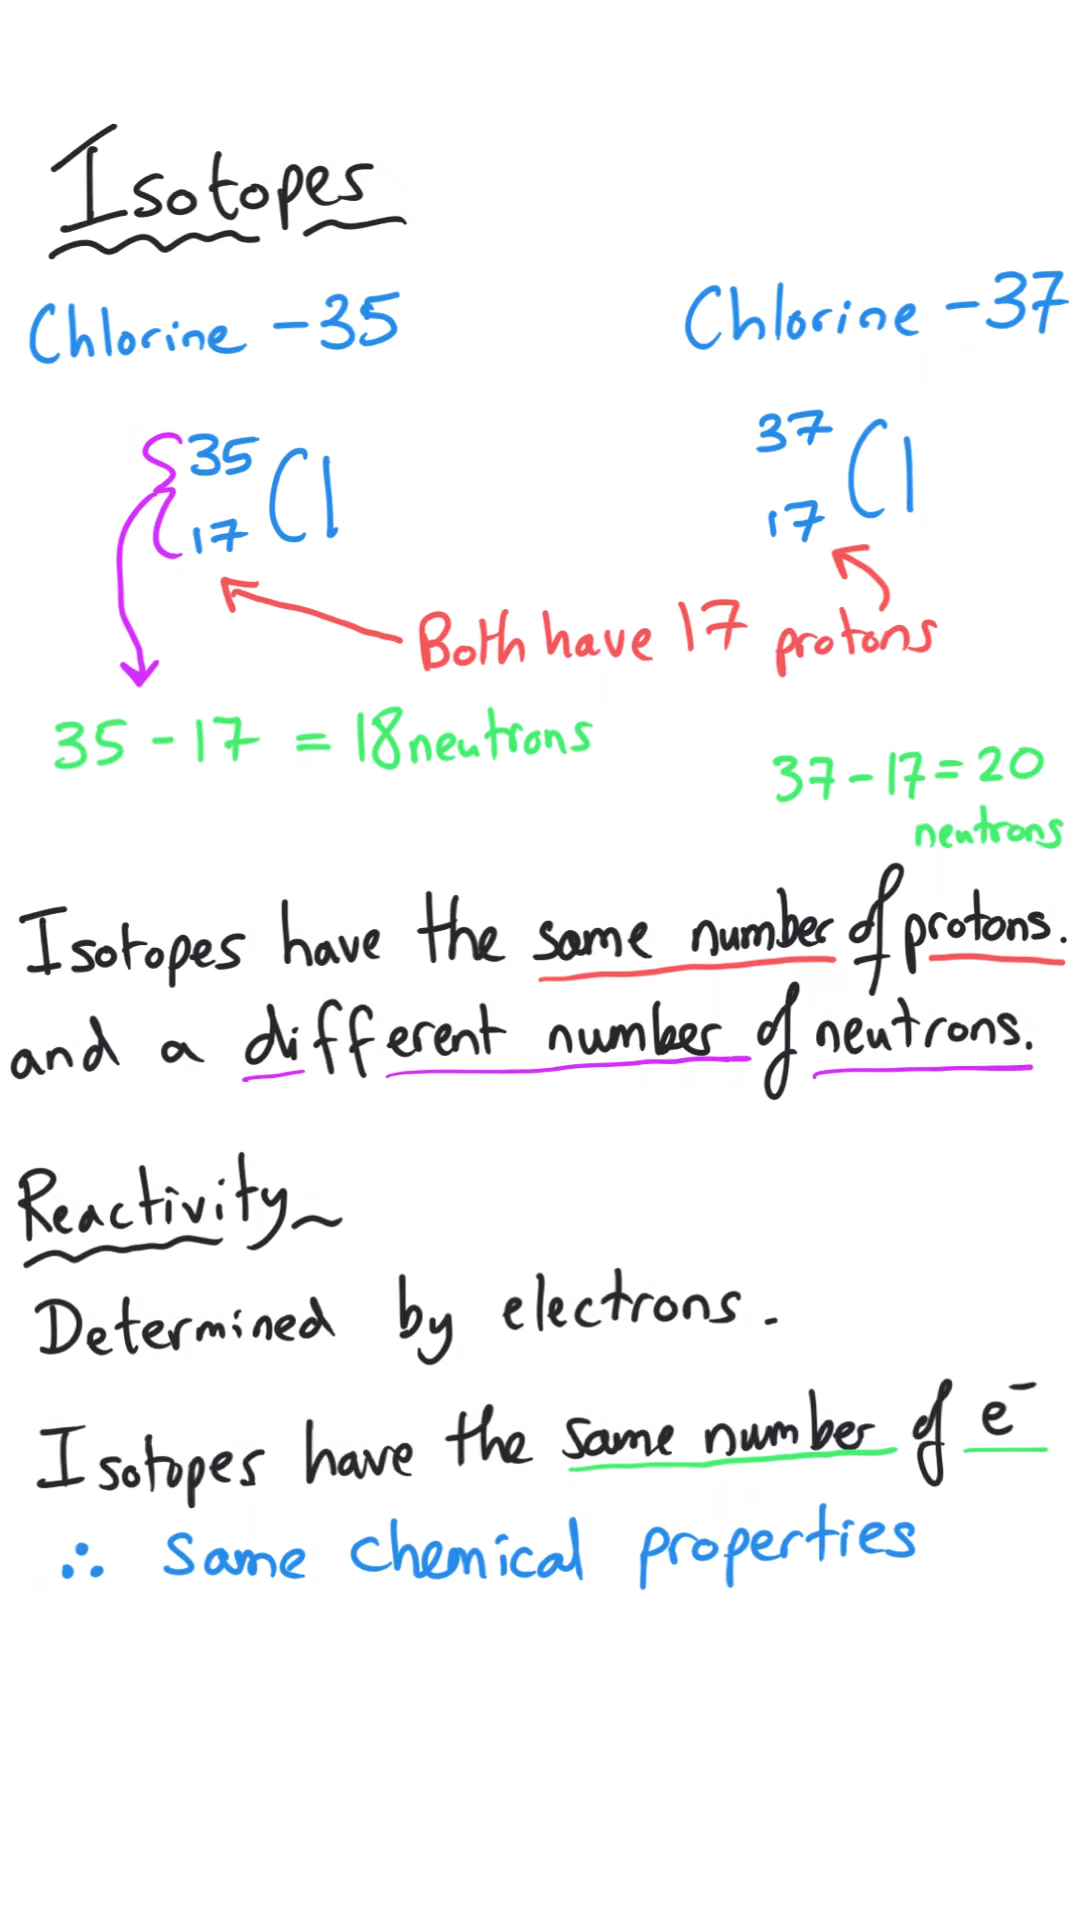 Isotopes
Chlorine -35
Chlorine -37
35
17 Cl
37
17 Cl
Both have 17 protons
35 - 17 = 18 neutrons
37 - 17 = 20
neutrons
Isotopes have the same number of protons.
and a different number of neutrons.
Reactivity
Determined by electrons.
Isotopes have the same number of e⁻
∴ same chemical properties